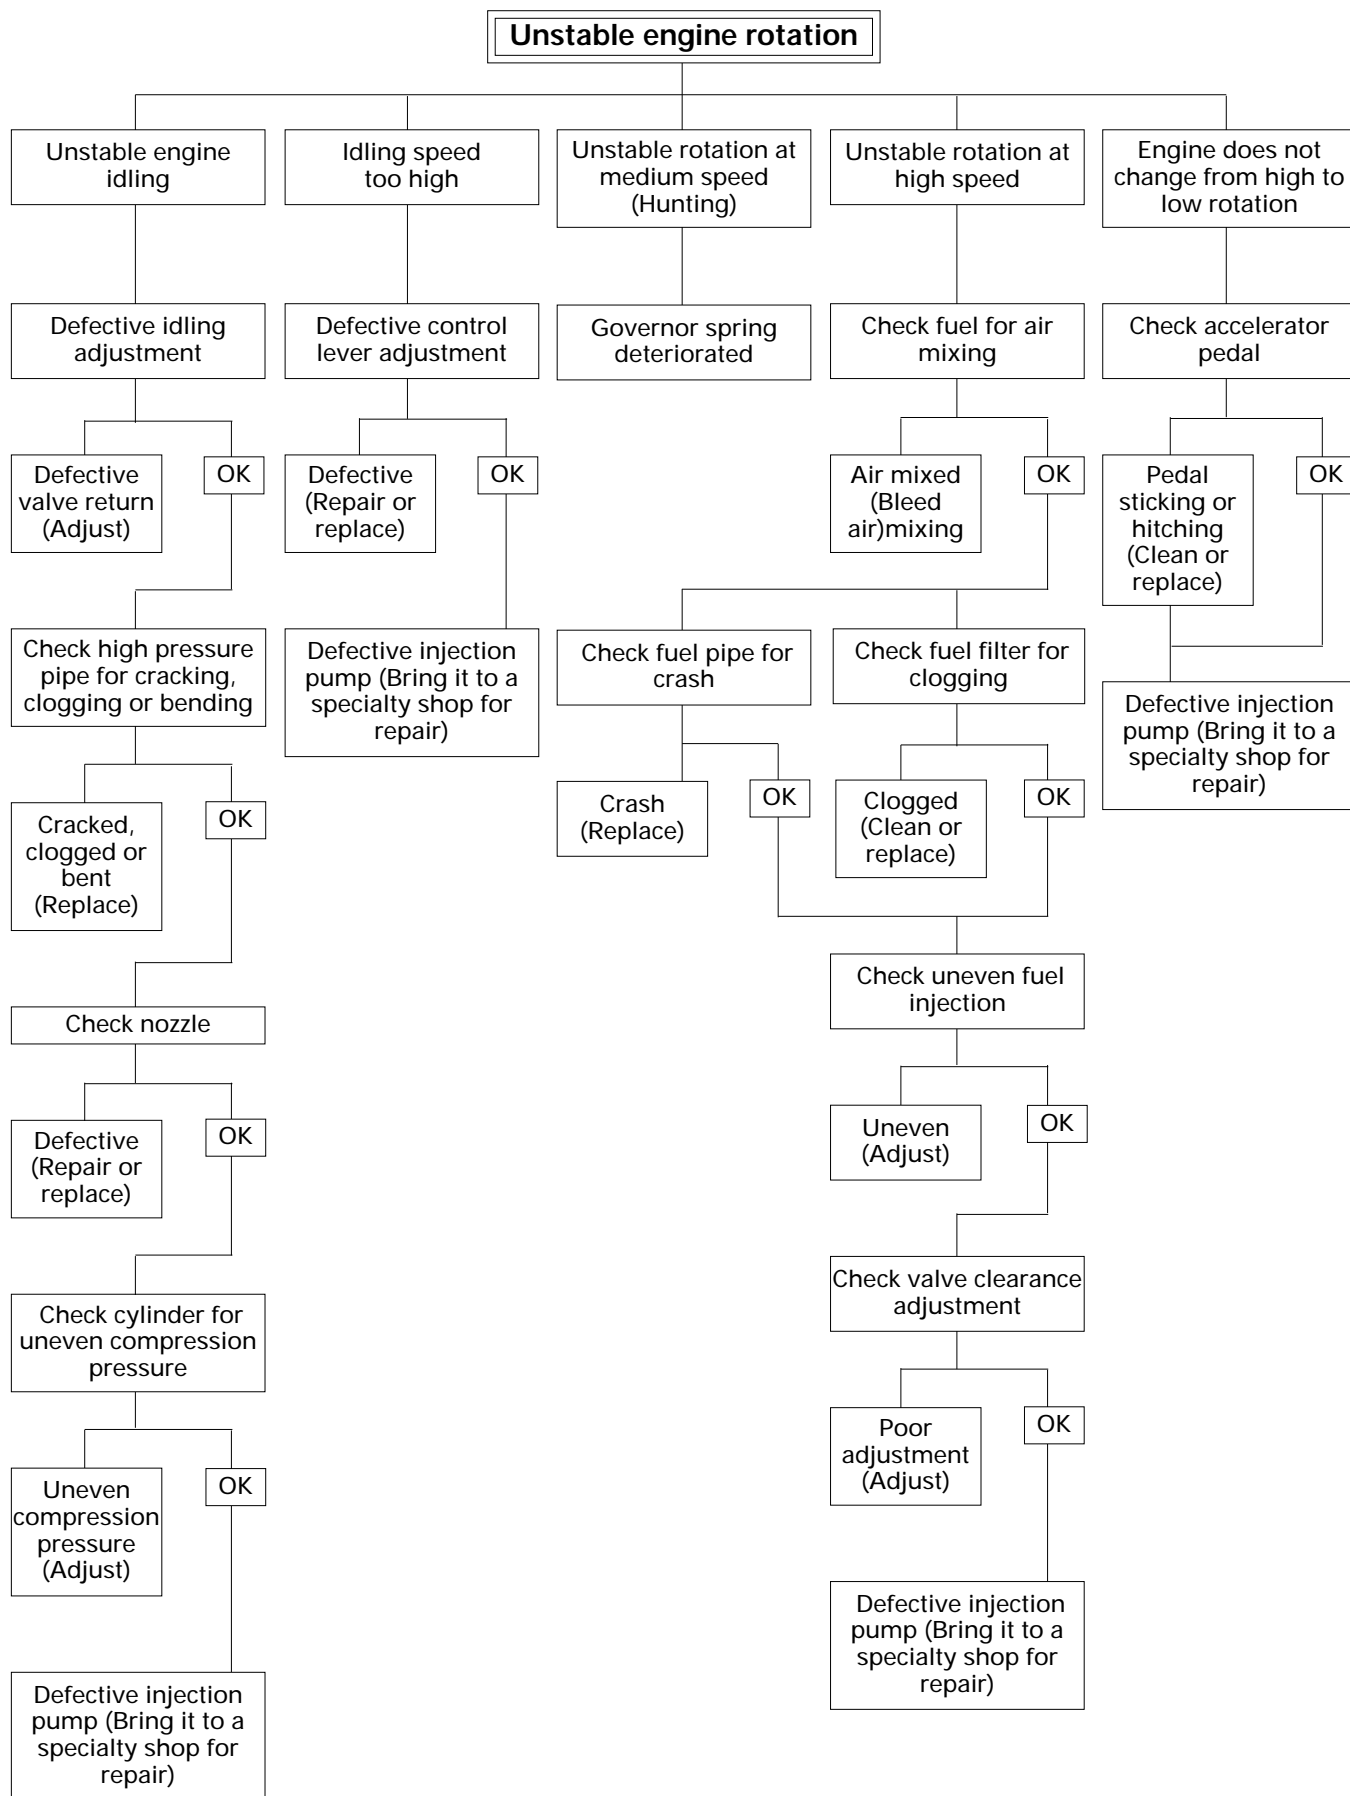 Unstable engine rotation
Unstable engine
idling
Idling speed
too high
Unstable rotation at
medium speed
(Hunting)
Unstable rotation at
high speed
Engine does not
change from high to
low rotation
Defective idling
adjustment
Defective control
lever adjustment
Governor spring
deteriorated
Check fuel for air
mixing
Check accelerator
pedal
Defective
valve return
(Adjust)
OK
Defective
(Repair or
replace)
OK
Air mixed
(Bleed
air)mixing
OK
Pedal
sticking or
hitching
(Clean or
replace)
OK
Check high pressure
pipe for cracking,
clogging or bending
Defective injection
pump (Bring it to a
specialty shop for
repair)
Check fuel pipe for
crash
Check fuel filter for
clogging
Defective injection
pump (Bring it to a
specialty shop for
repair)
Cracked,
clogged or
bent
(Replace)
OK
Crash
(Replace)
OK
Clogged
(Clean or
replace)
OK
Check uneven fuel
injection
Check nozzle
Defective
(Repair or
replace)
OK
Uneven
(Adjust)
OK
Check valve clearance
adjustment
Check cylinder for
uneven compression
pressure
Poor
adjustment
(Adjust)
OK
Uneven
compression
pressure
(Adjust)
OK
Defective injection
pump (Bring it to a
specialty shop for
repair)
Defective injection
pump (Bring it to a
specialty shop for
repair)